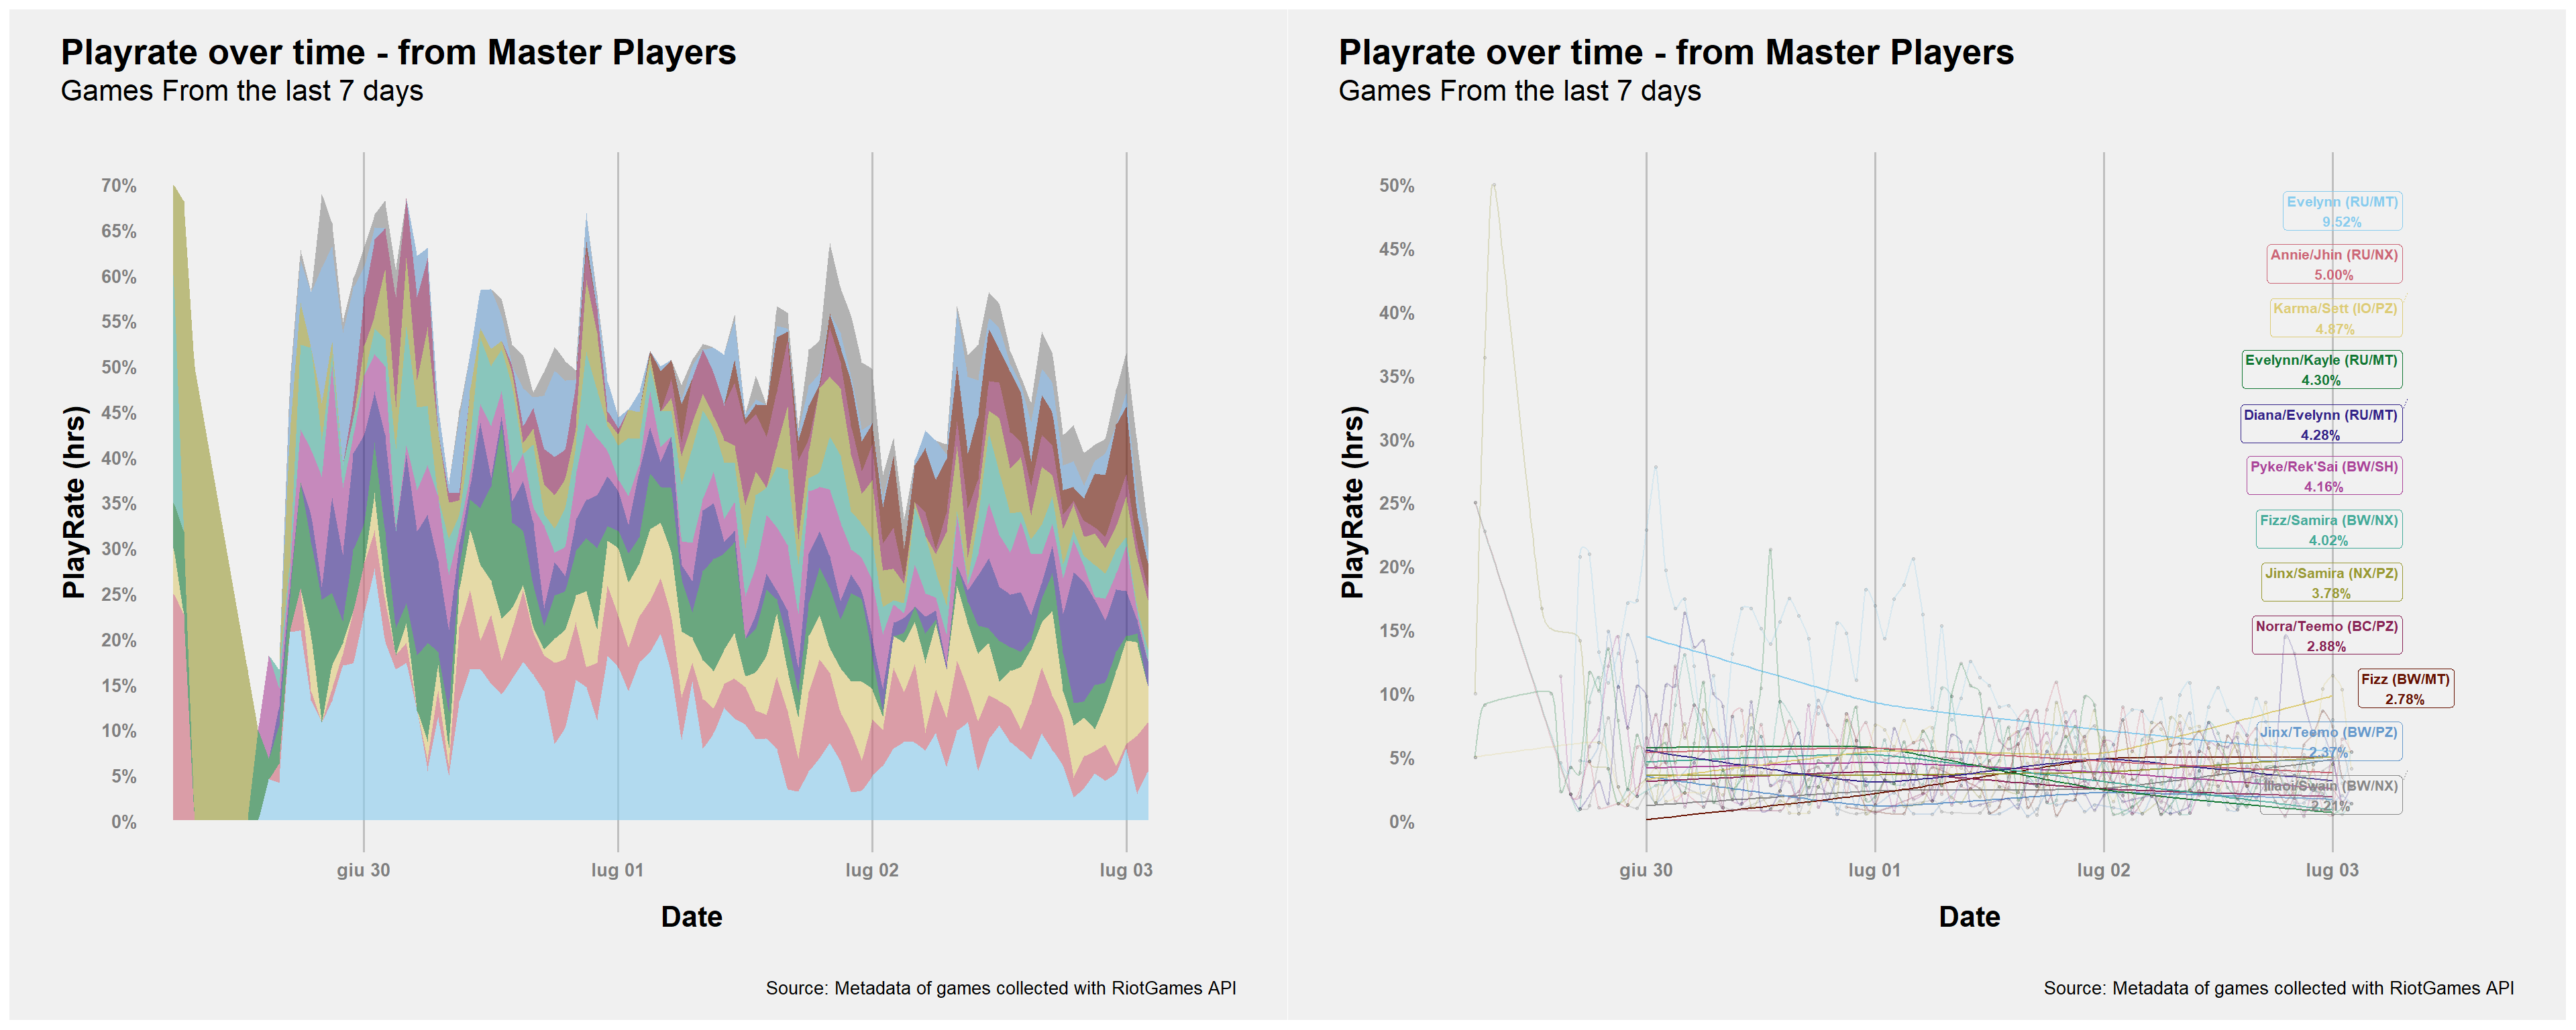 Playrate over time - from Master Players
Games From the last 7 days
PlayRate (hrs)
70%
65%
60%
55%
50%
45%
40%
35%
30%
25%
20%
15%
10%
5%
0%
giu 30
lug 01
lug 02
lug 03
Date
Source: Metadata of games collected with RiotGames API
Playrate over time - from Master Players
Games From the last 7 days
PlayRate (hrs)
50%
45%
40%
35%
30%
25%
20%
15%
10%
5%
0%
Evelynn (RU/MT)
9.52%
Annie/Jhin (RU/NX)
5.00%
Karma/Sett (IO/PZ)
4.87%
Evelynn/Kayle (RU/MT)
4.30%
Diana/Evelynn (RU/MT)
4.28%
Pyke/Rek'Sai (BW/SH)
4.16%
Fizz/Samira (BW/NX)
4.02%
Jinx/Samira (NX/PZ)
3.78%
Norra/Teemo (BC/PZ)
2.88%
Fizz (BW/MT)
2.78%
Jinx/Teemo (BW/PZ)
2.37%
Illaoi/Swain (BW/NX)
2.21%
giu 30
lug 01
lug 02
lug 03
Date
Source: Metadata of games collected with RiotGames API